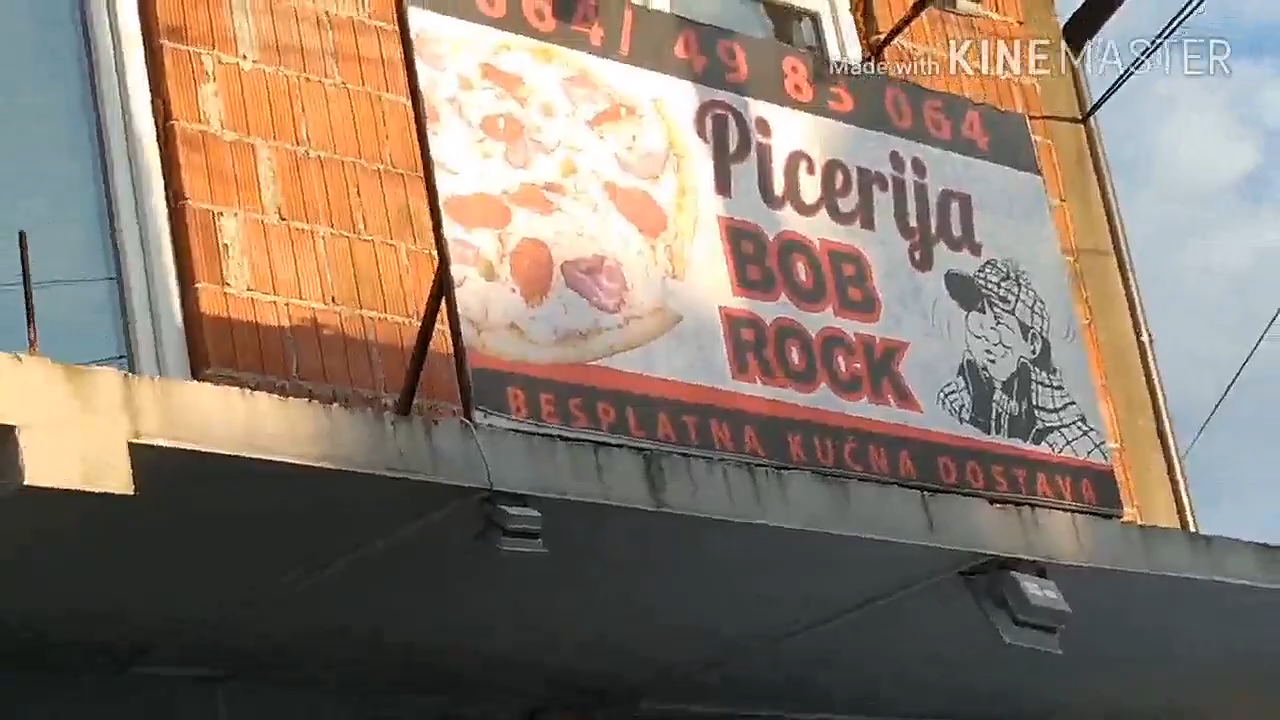 064/ 49 83 064
Made with KINEMASTER
Picerija
BOB
ROCK
BESPLATNA KUĆNA DOSTAVA